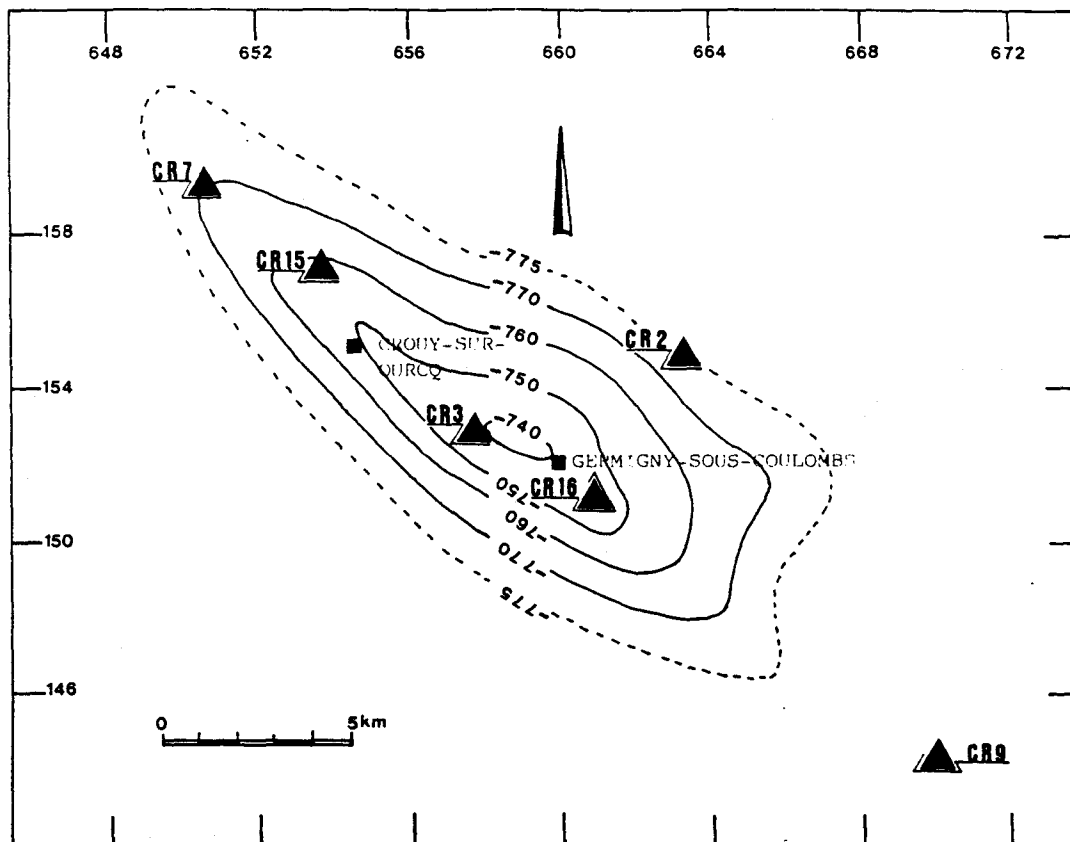 648 652 656 660 664 668 672
CR7
158
CR15
-775
-770
-760
CR2
CROUY-SUR-
OURCQ
-750
154
CR3
-740
GERMIGNY-SOUS-COULOMBS
CR16
-750
-760
150
-770
-775
146
0 5km
CR9